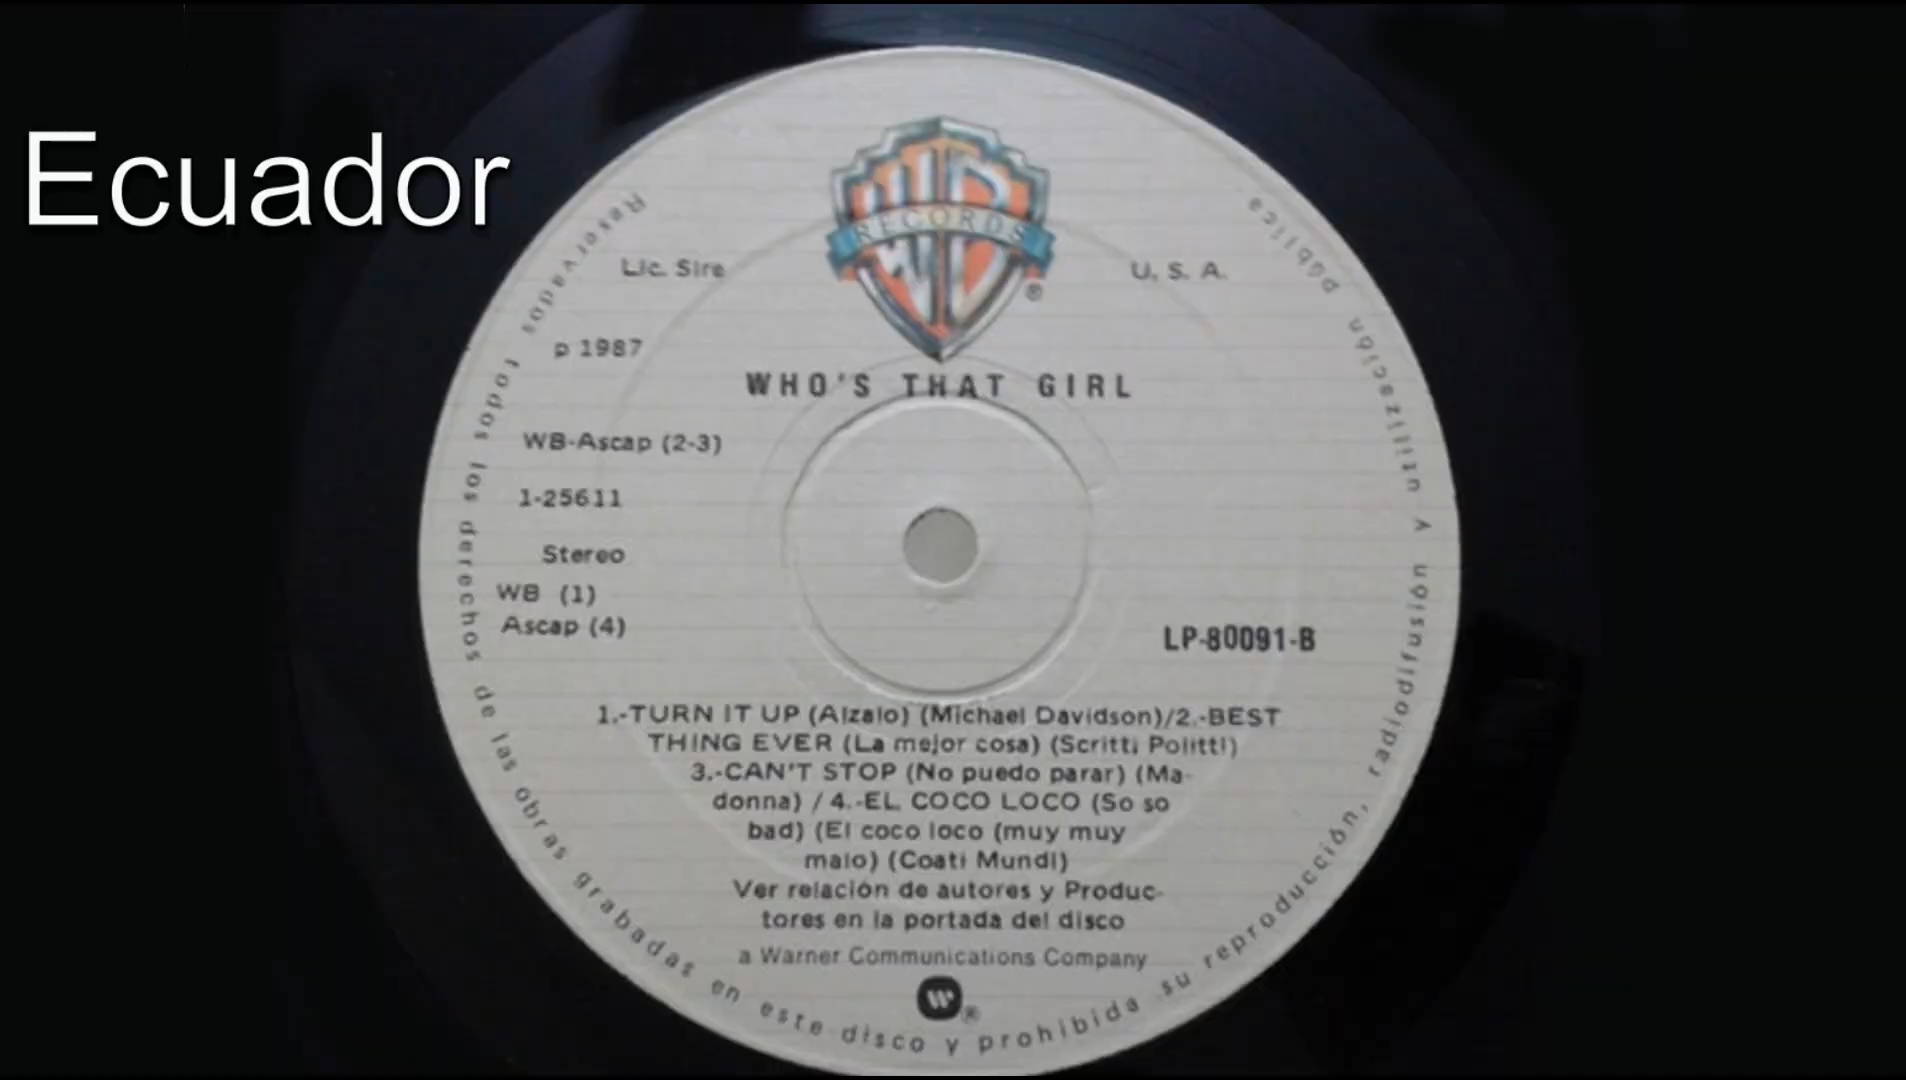 Ecuador
WB
RECORDS
®
Lic. Sire
U. S. A.
p 1987
WHO'S THAT GIRL
WB-Ascap (2-3)
1-25611
Stereo
WB (1)
Ascap (4)
LP-80091-B
1.-TURN IT UP (Alzalo) (Michael Davidson)/2.-BEST
THING EVER (La mejor cosa) (Scritti Politti)
3.-CAN'T STOP (No puedo parar) (Ma-
donna) / 4.-EL COCO LOCO (So so
bad) (El coco loco (muy muy
malo) (Coati Mundi)
Ver relación de autores y Produc-
tores en la portada del disco
a Warner Communications Company
W®
Reservados todos los derechos de las obras grabadas en este disco y prohibida su reproducción, radiodifusión y utilización pública